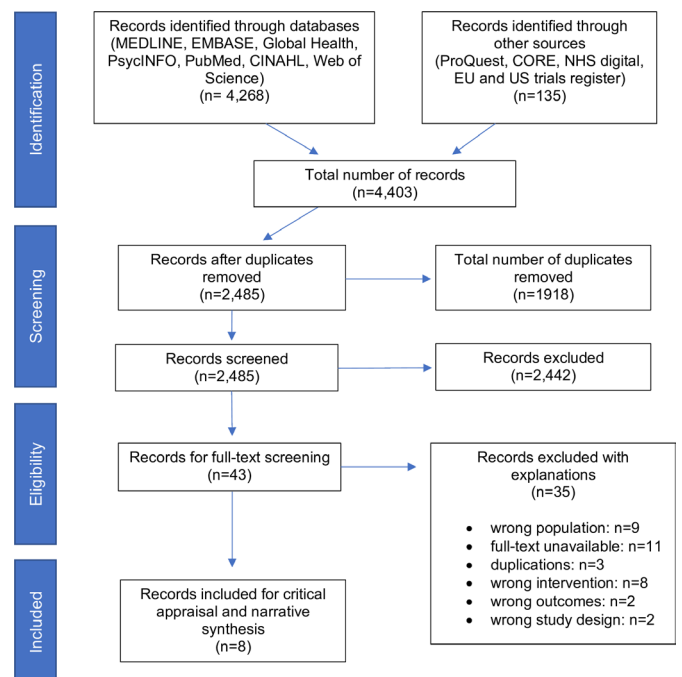 Identification
Records identified through databases
(MEDLINE, EMBASE, Global Health,
PsycINFO, PubMed, CINAHL, Web of
Science)
(n= 4,268)
Records identified through
other sources
(ProQuest, CORE, NHS digital,
EU and US trials register)
(n=135)
Total number of records
(n=4,403)
Screening
Records after duplicates
removed
(n=2,485)
Total number of duplicates
removed
(n=1918)
Records screened
(n=2,485)
Records excluded
(n=2,442)
Eligibility
Records for full-text screening
(n=43)
Records excluded with
explanations
(n=35)
• wrong population: n=9
• full-text unavailable: n=11
• duplications: n=3
• wrong intervention: n=8
• wrong outcomes: n=2
• wrong study design: n=2
Included
Records included for critical
appraisal and narrative
synthesis
(n=8)